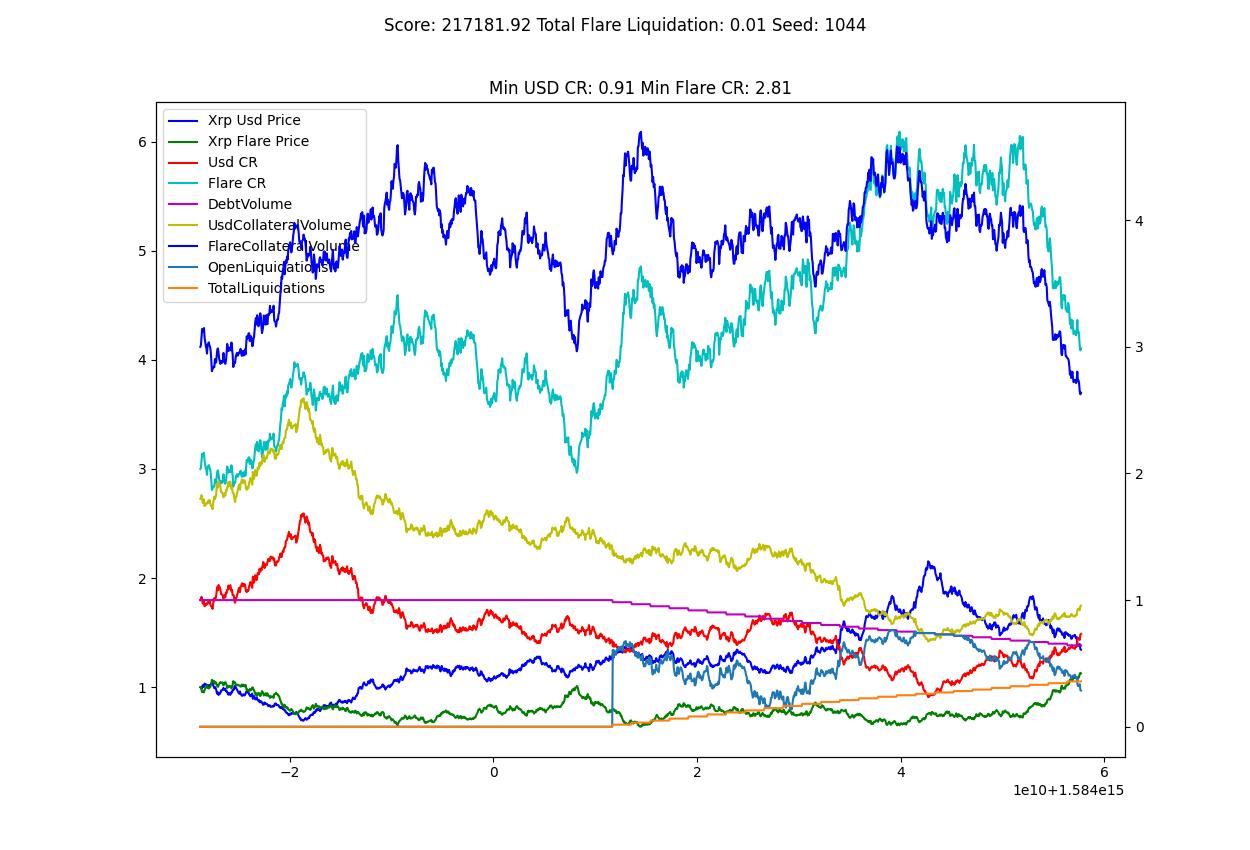 Score: 217181.92 Total Flare Liquidation: 0.01 Seed: 1044
Min USD CR: 0.91 Min Flare CR: 2.81
Xrp Usd Price
Xrp Flare Price
Usd CR
Flare CR
DebtVolume
UsdCollateralVolume
FlareCollateralVolume
OpenLiquidations
TotalLiquidations
6
5
4
3
2
1
4
3
2
1
0
−2
0
2
4
6
1e10+1.584e15